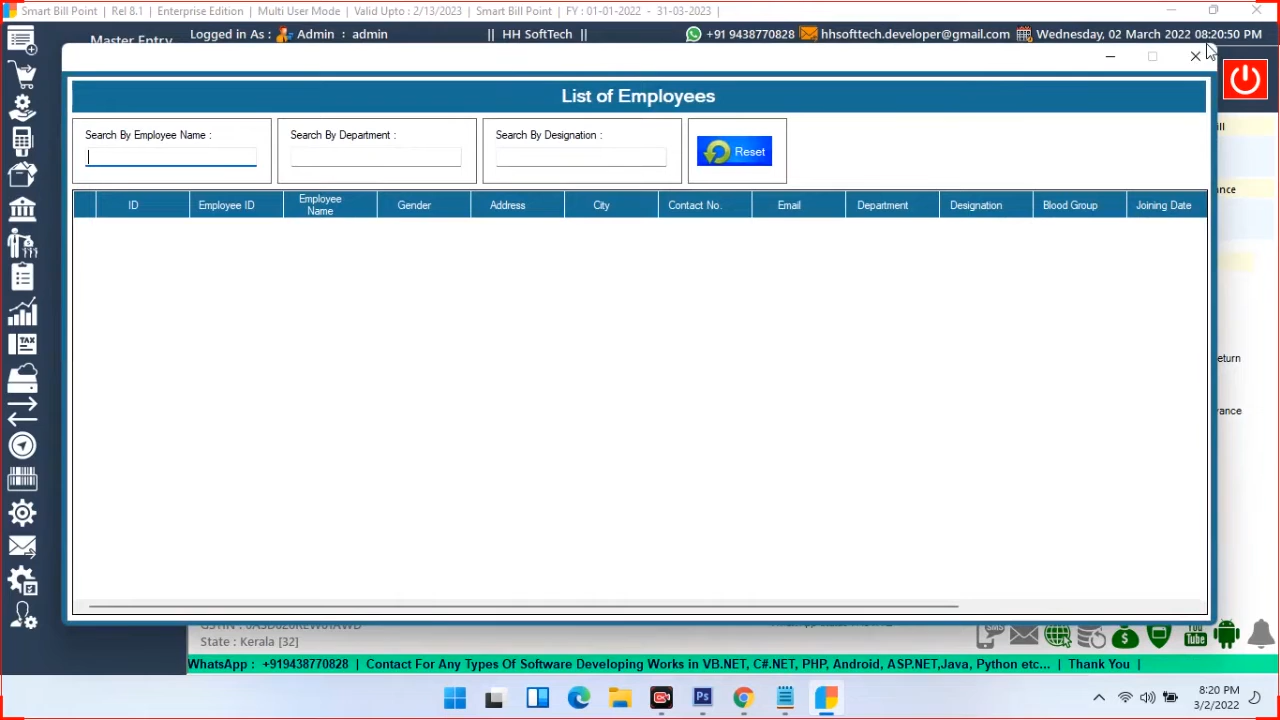 Smart Bill Point | Rel 8.1 | Enterprise Edition | Multi User Mode | Valid Upto : 2/13/2023 | Smart Bill Point | FY : 01-01-2022 - 31-03-2023 |
Master Entry
Logged in As : Admin : admin || HH SoftTech || +91 9438770828 hhsofttech.developer@gmail.com Wednesday, 02 March 2022 08:20:50 PM
List of Employees
Search By Employee Name :
Search By Department :
Search By Designation :
Reset
ID
Employee ID
Employee Name
Gender
Address
City
Contact No.
Email
Department
Designation
Blood Group
Joining Date
TAX
State : Kerala [32]
SMS
You Tube
WhatsApp : +919438770828 | Contact For Any Types Of Software Developing Works in VB.NET, C#.NET, PHP, Android, ASP.NET,Java, Python etc... | Thank You |
Ps
8:20 PM
3/2/2022